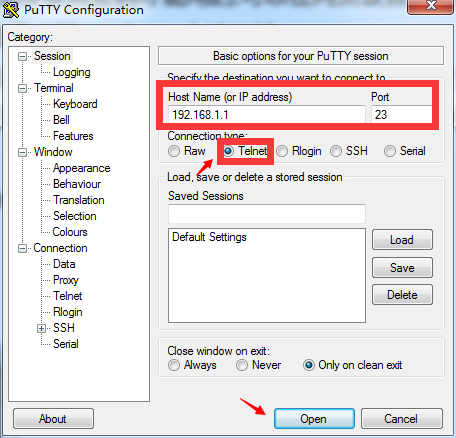 PuTTY Configuration
Category:
Session
Logging
Terminal
Keyboard
Bell
Features
Window
Appearance
Behaviour
Translation
Selection
Colours
Connection
Data
Proxy
Telnet
Rlogin
SSH
Serial
Basic options for your PuTTY session
Specify the destination you want to connect to
Host Name (or IP address) Port
192.168.1.1 23
Connection type:
Raw Telnet Rlogin SSH Serial
Load, save or delete a stored session
Saved Sessions
Default Settings
Load
Save
Delete
Close window on exit:
Always Never Only on clean exit
About Open Cancel